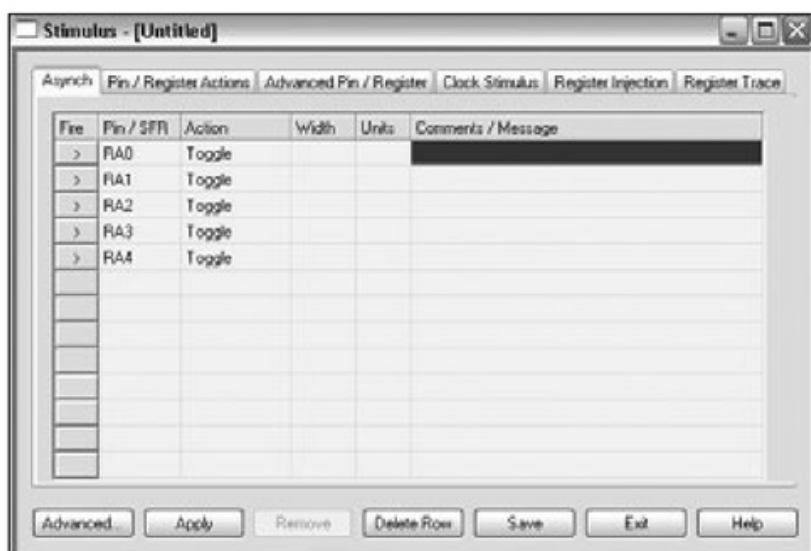 Stimulus - [Untitled]
Asynch Pin / Register Actions Advanced Pin / Register Clock Stimulus Register Injection Register Trace
Fire Pin / SFR Action Width Units Comments / Message
> RA0 Toggle
> RA1 Toggle
> RA2 Toggle
> RA3 Toggle
> RA4 Toggle
Advanced... Apply Remove Delete Row Save Exit Help